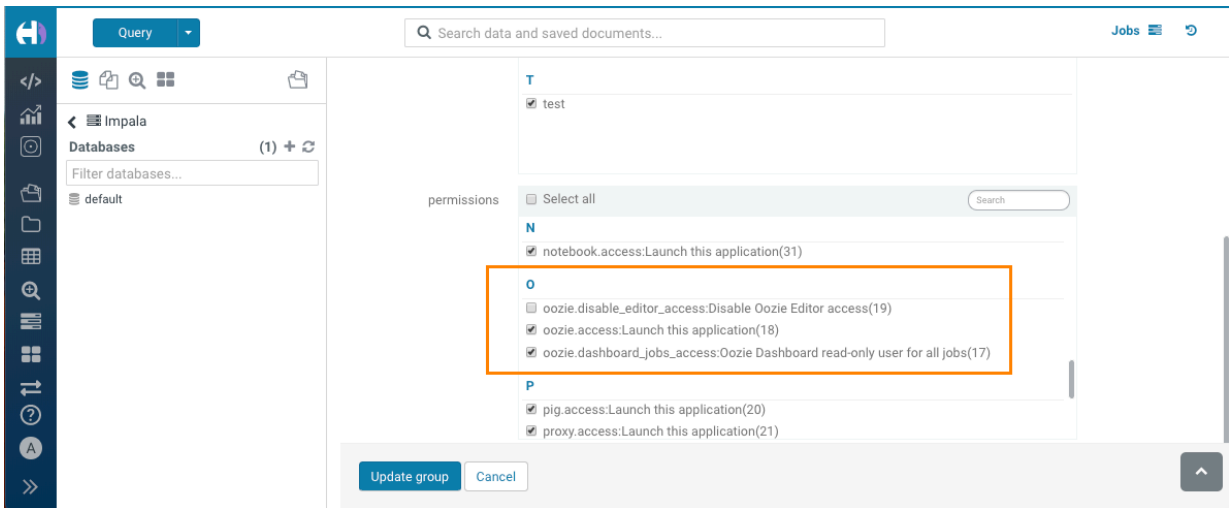 Query
Search data and saved documents...
Jobs
T
test
Impala
Databases (1)
Filter databases...
default
permissions
Select all
Search
N
notebook.access:Launch this application(31)
O
oozie.disable_editor_access:Disable Oozie Editor access(19)
oozie.access:Launch this application(18)
oozie.dashboard_jobs_access:Oozie Dashboard read-only user for all jobs(17)
P
pig.access:Launch this application(20)
proxy.access:Launch this application(21)
A
Update group
Cancel